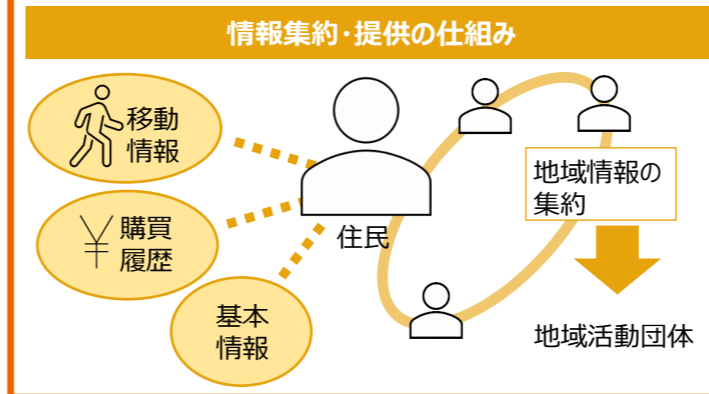 情報集約・提供の仕組み
移動
情報
¥ 購買
履歴
基本
情報
住民
地域情報の
集約
地域活動団体